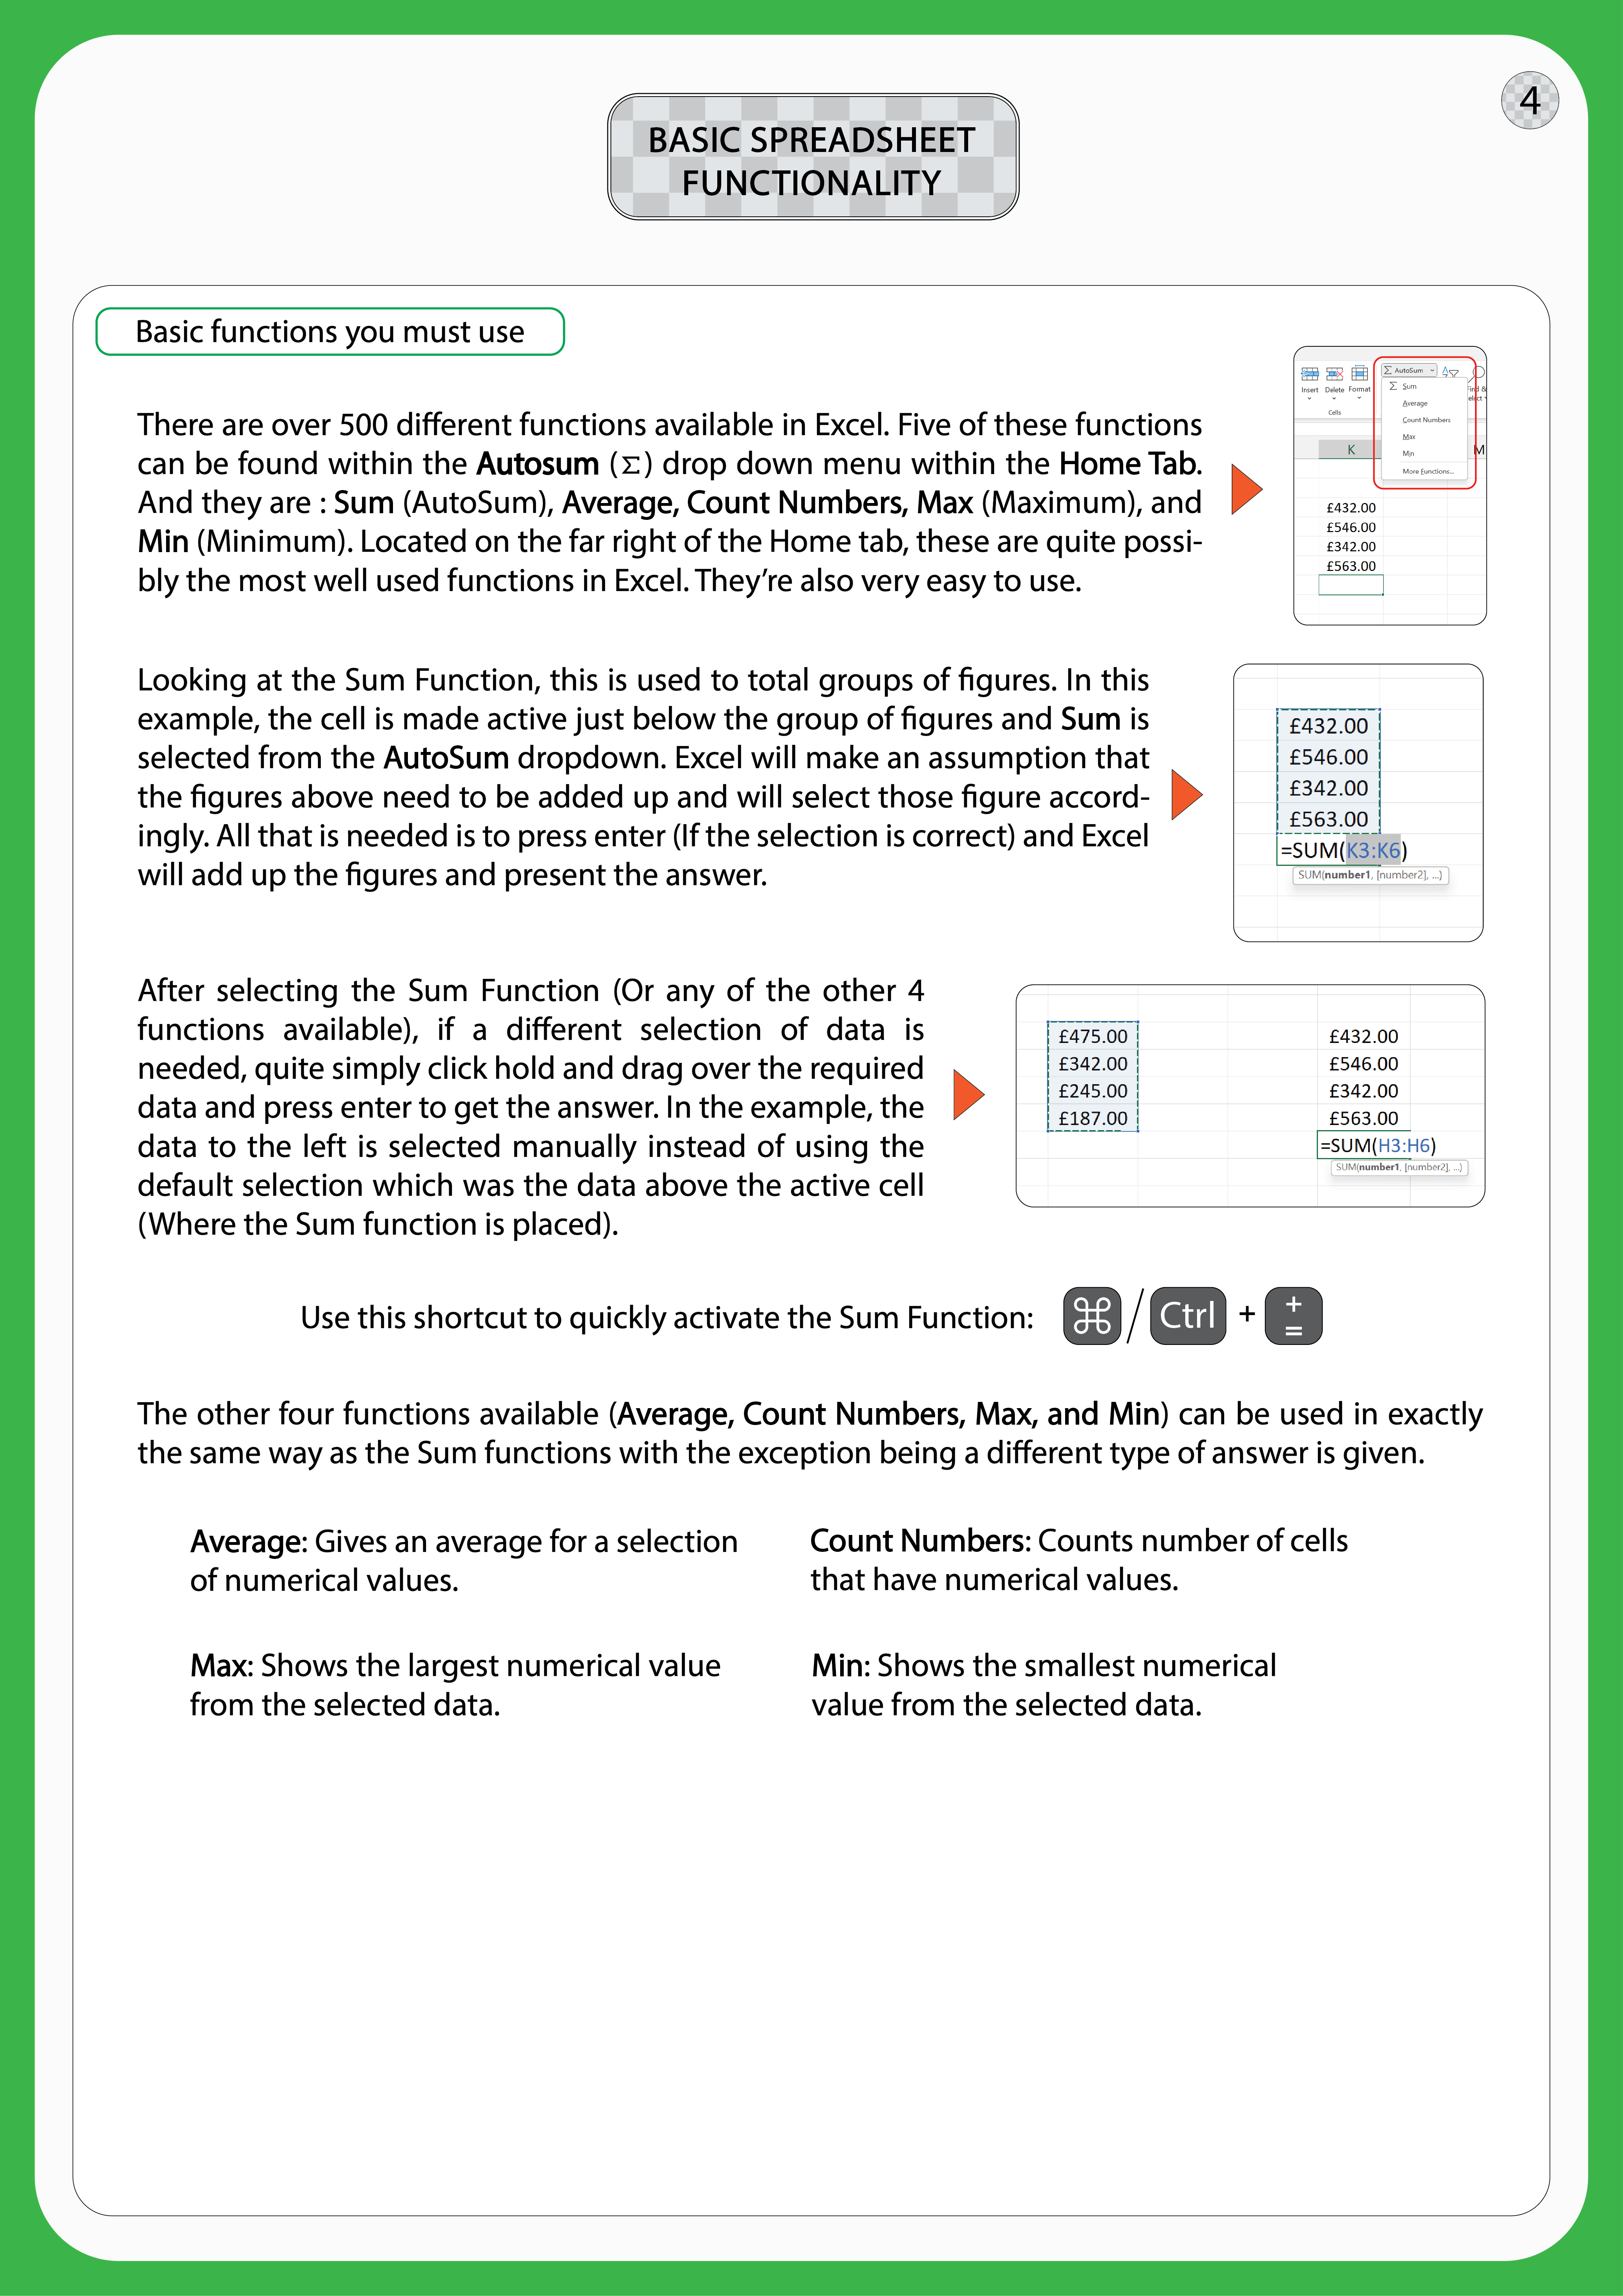 4
BASIC SPREADSHEET
FUNCTIONALITY
Basic functions you must use
There are over 500 different functions available in Excel. Five of these functions
can be found within the Autosum (Σ) drop down menu within the Home Tab.
And they are : Sum (AutoSum), Average, Count Numbers, Max (Maximum), and
Min (Minimum). Located on the far right of the Home tab, these are quite possi-
bly the most well used functions in Excel. They’re also very easy to use.
Σ AutoSum
Insert Delete Format
Cells
Σ Sum
Average
Count Numbers
Max
Min
More Functions...
K M
£432.00
£546.00
£342.00
£563.00
Looking at the Sum Function, this is used to total groups of figures. In this
example, the cell is made active just below the group of figures and Sum is
selected from the AutoSum dropdown. Excel will make an assumption that
the figures above need to be added up and will select those figure accord-
ingly. All that is needed is to press enter (If the selection is correct) and Excel
will add up the figures and present the answer.
£432.00
£546.00
£342.00
£563.00
=SUM(K3:K6)
SUM(number1, [number2], ...)
After selecting the Sum Function (Or any of the other 4
functions available), if a different selection of data is
needed, quite simply click hold and drag over the required
data and press enter to get the answer. In the example, the
data to the left is selected manually instead of using the
default selection which was the data above the active cell
(Where the Sum function is placed).
£475.00 £432.00
£342.00 £546.00
£245.00 £342.00
£187.00 £563.00
=SUM(H3:H6)
SUM(number1, [number2], ...)
Use this shortcut to quickly activate the Sum Function: ⌘ / Ctrl + + =
The other four functions available (Average, Count Numbers, Max, and Min) can be used in exactly
the same way as the Sum functions with the exception being a different type of answer is given.
Average: Gives an average for a selection
of numerical values.
Count Numbers: Counts number of cells
that have numerical values.
Max: Shows the largest numerical value
from the selected data.
Min: Shows the smallest numerical
value from the selected data.